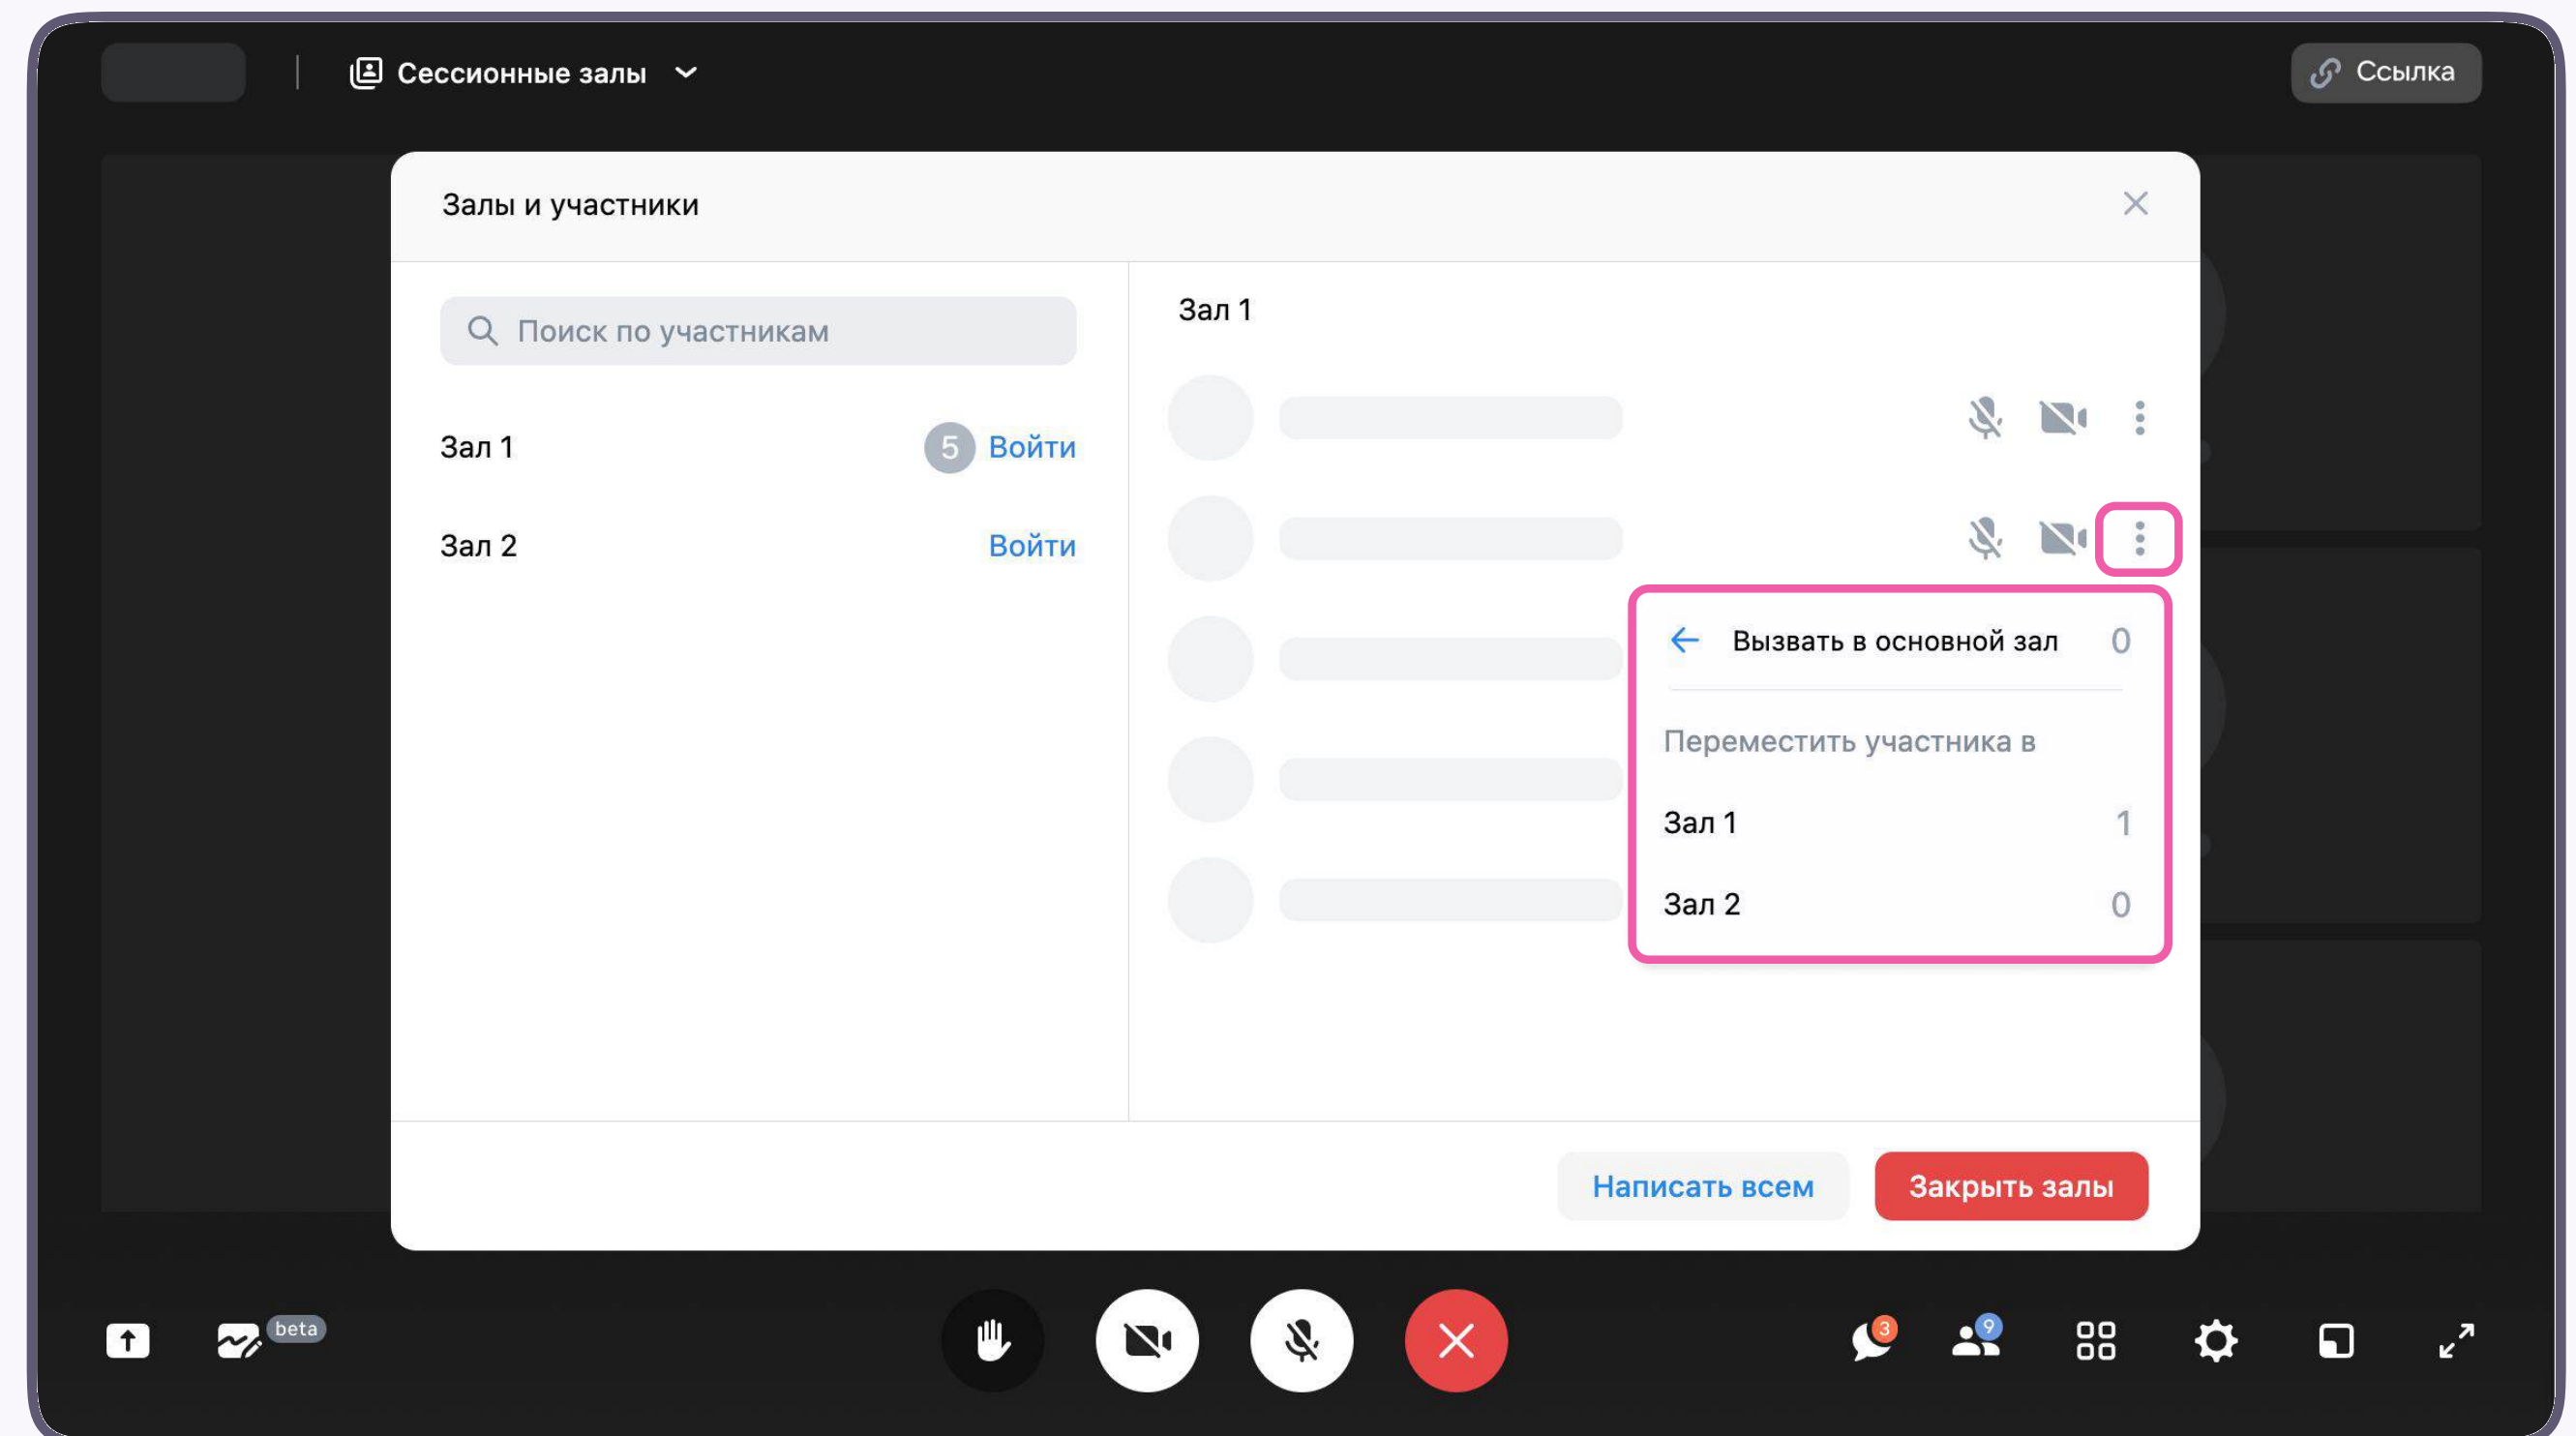 Сессионные залы
Ссылка
Залы и участники
Поиск по участникам
Зал 1 5 Войти
Зал 2 Войти
Зал 1
Вызвать в основной зал 0
Переместить участника в
Зал 1 1
Зал 2 0
Написать всем
Закрыть залы
beta
3
9